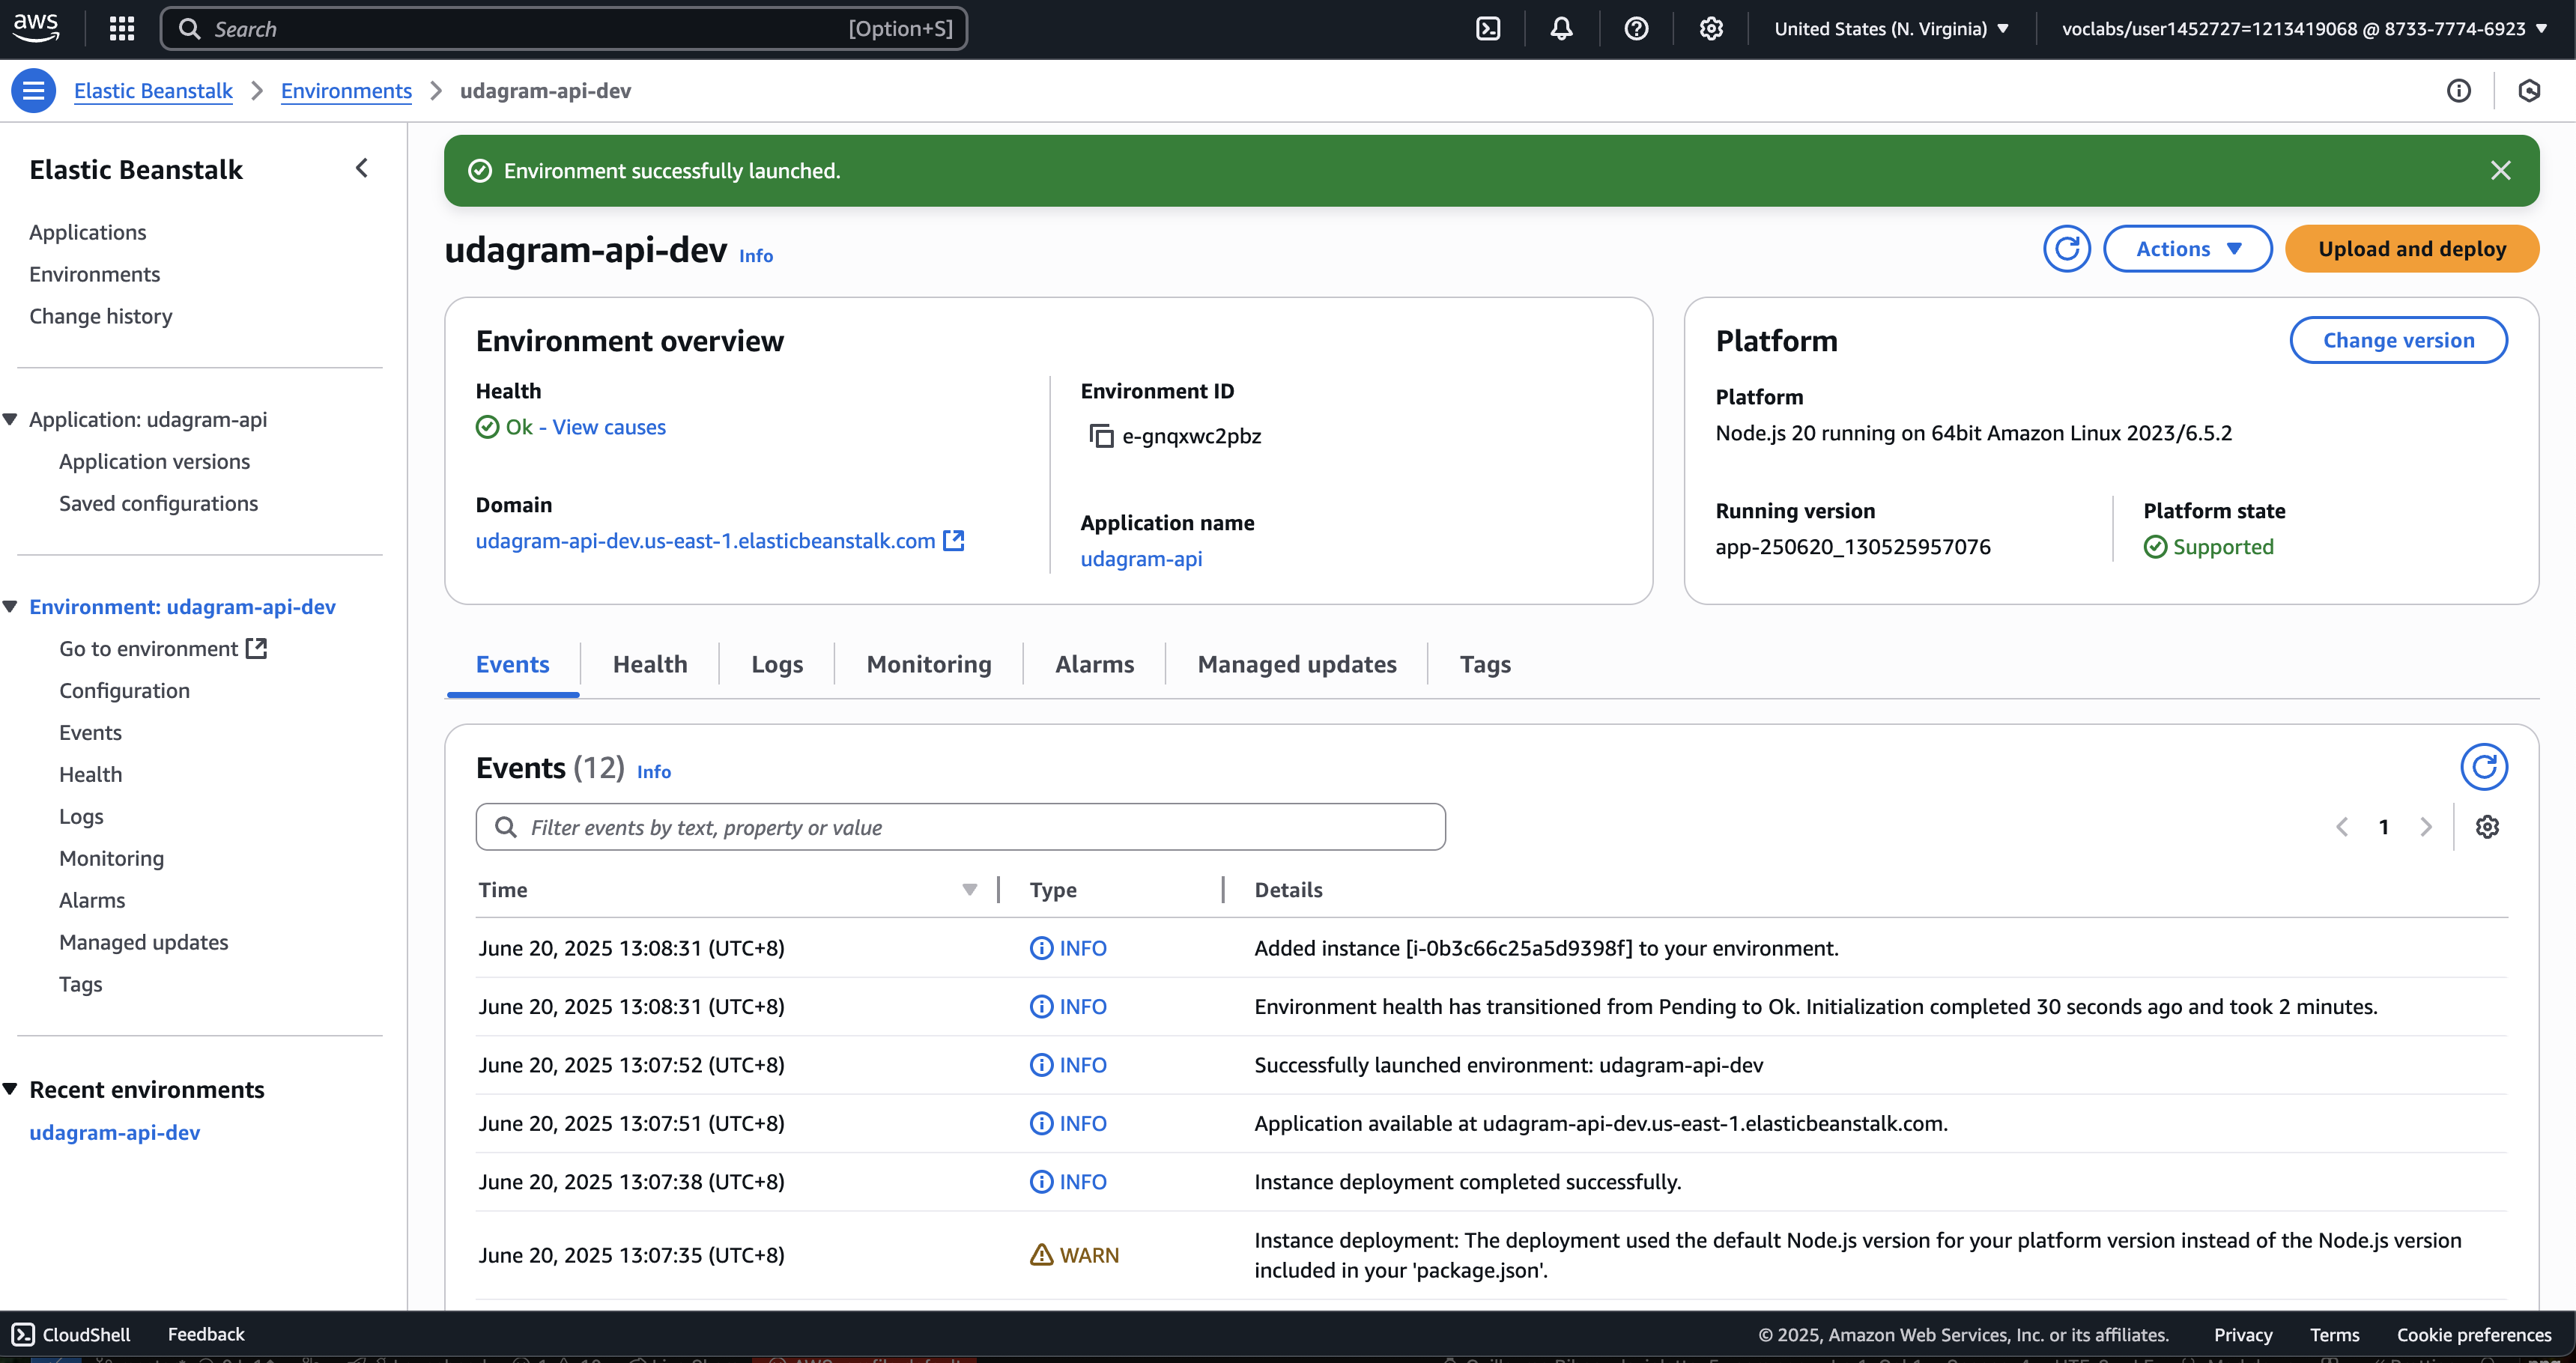 aws
Search [Option+S]
United States (N. Virginia)
voclabs/user1452727=1213419068 @ 8733-7774-6923
Elastic Beanstalk
Environments
udagram-api-dev
Elastic Beanstalk
Applications
Environments
Change history
Application: udagram-api
Application versions
Saved configurations
Environment: udagram-api-dev
Go to environment
Configuration
Events
Health
Logs
Monitoring
Alarms
Managed updates
Tags
Recent environments
udagram-api-dev
Environment successfully launched.
udagram-api-dev Info
Actions
Upload and deploy
Environment overview
Health
Ok - View causes
Domain
udagram-api-dev.us-east-1.elasticbeanstalk.com
Environment ID
e-gnqxwc2pbz
Application name
udagram-api
Platform
Change version
Platform
Node.js 20 running on 64bit Amazon Linux 2023/6.5.2
Running version
app-250620_130525957076
Platform state
Supported
Events
Health
Logs
Monitoring
Alarms
Managed updates
Tags
Events (12) Info
Filter events by text, property or value
1
Time Type Details
June 20, 2025 13:08:31 (UTC+8) INFO Added instance [i-0b3c66c25a5d9398f] to your environment.
June 20, 2025 13:08:31 (UTC+8) INFO Environment health has transitioned from Pending to Ok. Initialization completed 30 seconds ago and took 2 minutes.
June 20, 2025 13:07:52 (UTC+8) INFO Successfully launched environment: udagram-api-dev
June 20, 2025 13:07:51 (UTC+8) INFO Application available at udagram-api-dev.us-east-1.elasticbeanstalk.com.
June 20, 2025 13:07:38 (UTC+8) INFO Instance deployment completed successfully.
June 20, 2025 13:07:35 (UTC+8) WARN Instance deployment: The deployment used the default Node.js version for your platform version instead of the Node.js version
included in your 'package.json'.
CloudShell
Feedback
© 2025, Amazon Web Services, Inc. or its affiliates.
Privacy
Terms
Cookie preferences